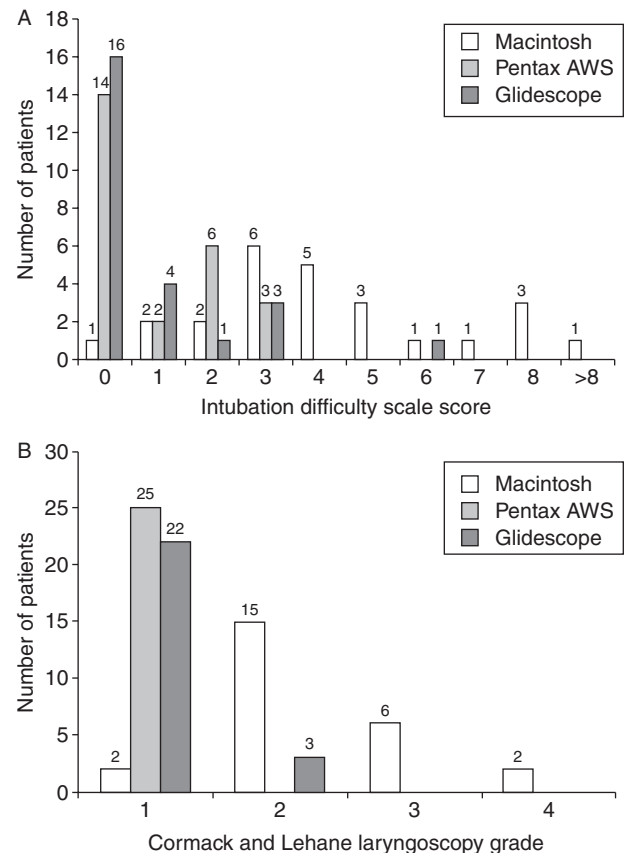 A
18
16
14
12
10
8
6
4
2
0
Number of patients
Macintosh
Pentax AWS
Glidescope
1 14 16
2 2 4
2 6 1
6 3 3
5
3
1 1
1
3
1
0 1 2 3 4 5 6 7 8 >8
Intubation difficulty scale score
B
30
25
20
15
10
5
0
Number of patients
Macintosh
Pentax AWS
Glidescope
2 25 22
15 3
6
2
1 2 3 4
Cormack and Lehane laryngoscopy grade